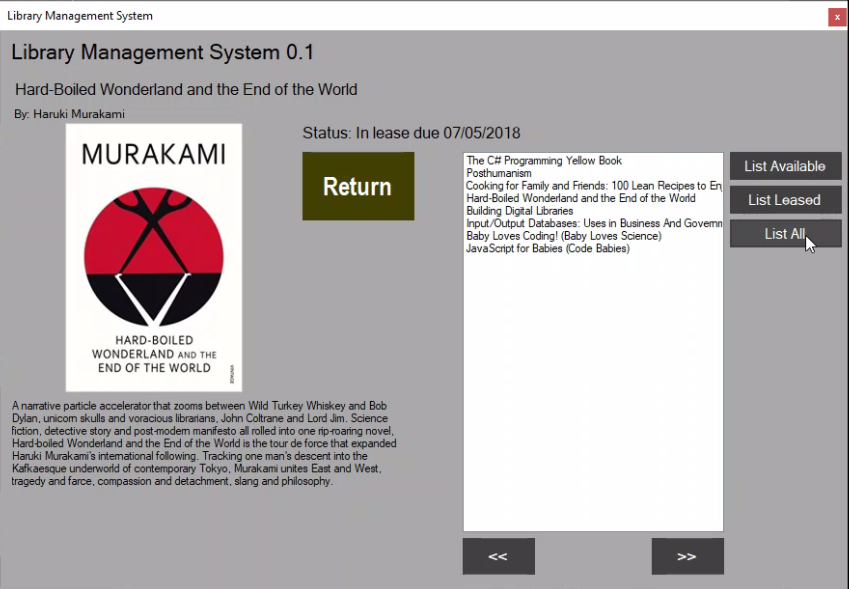 Library Management System
x
Library Management System 0.1
Hard-Boiled Wonderland and the End of the World
By: Haruki Murakami
MURAKAMI
HARD-BOILED
WONDERLAND AND THE
END OF THE WORLD
Status: In lease due 07/05/2018
Return
The C# Programming Yellow Book
Posthumanism
Cooking for Family and Friends: 100 Lean Recipes to En
Hard-Boiled Wonderland and the End of the World
Building Digital Libraries
Input/Output Databases: Uses in Business And Governm
Baby Loves Coding! (Baby Loves Science)
JavaScript for Babies (Code Babies)
List Available
List Leased
List All
A narrative particle accelerator that zooms between Wild Turkey Whiskey and Bob
Dylan, unicorn skulls and voracious librarians, John Coltrane and Lord Jim. Science
fiction, detective story and post-modern manifesto all rolled into one rip-roaring novel,
Hard-boiled Wonderland and the End of the World is the tour de force that expanded
Haruki Murakami's international following. Tracking one man's descent into the
Kafkaesque underworld of contemporary Tokyo, Murakami unites East and West,
tragedy and farce, compassion and detachment, slang and philosophy.
<<
>>